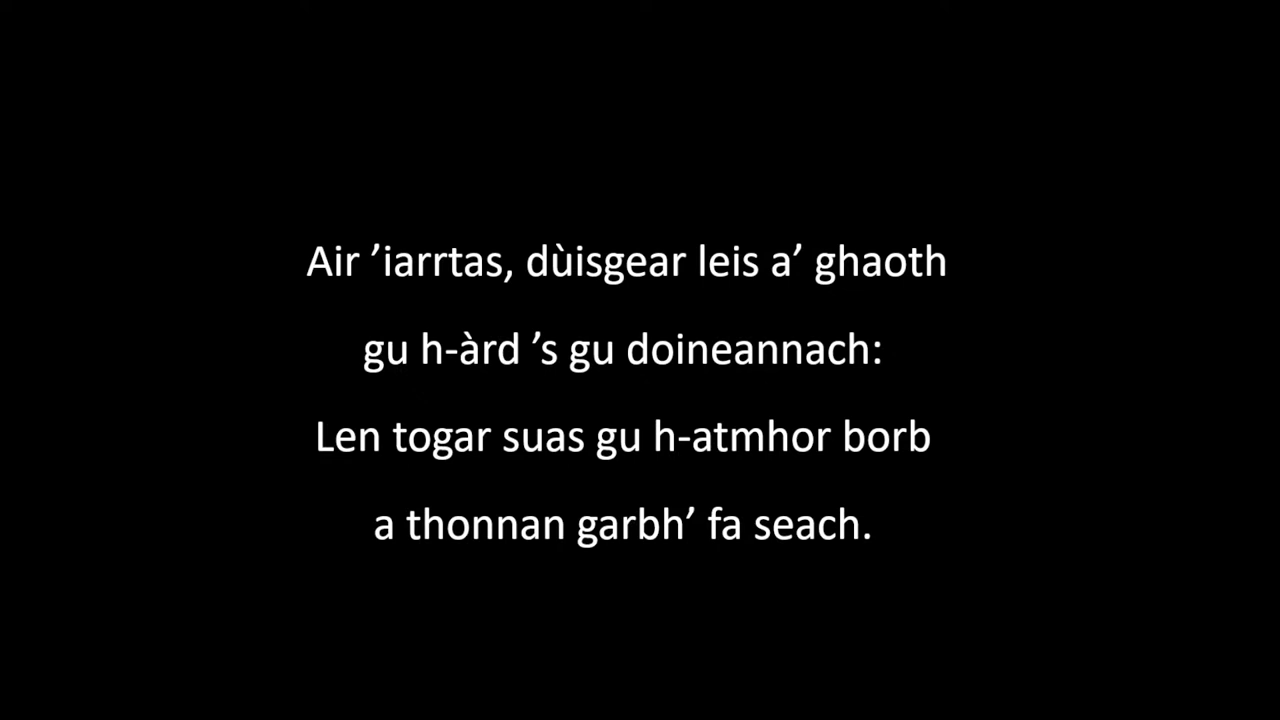 Air ’iarrtas, dùisgear leis a’ ghaoth
gu h-àrd ’s gu doineannach:
Len togar suas gu h-atmhor borb
a thonnan garbh’ fa seach.